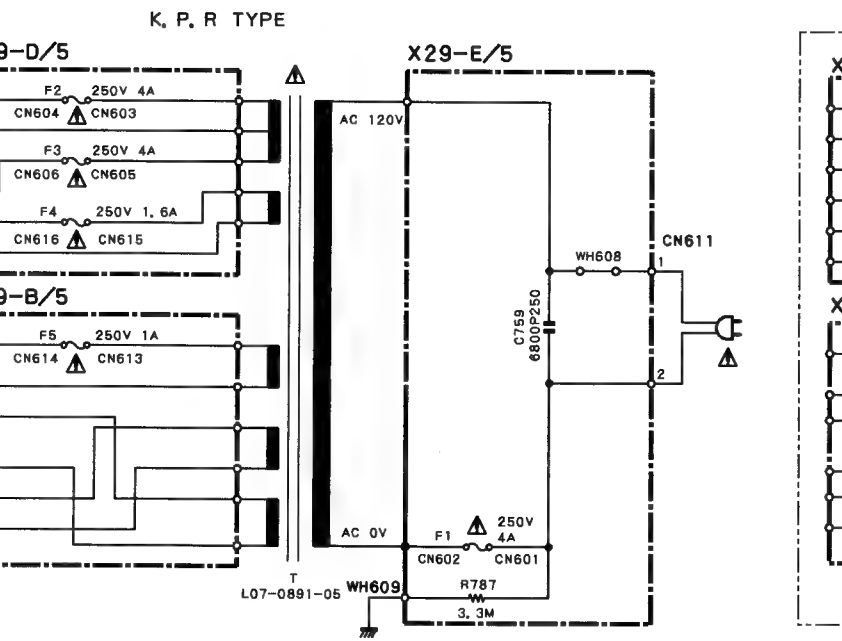 K, P, R TYPE
9-D/5
X29-E/5
X
F2 250V 4A
CN604 CN603
AC 120V
F3 250V 4A
CN606 CN605
F4 250V 1.6A
CN616 CN615
CN611
WH608
1
9-B/5
X
F5 250V 1A
CN614 CN613
C759
6800P250
2
250V
F1 4A
AC 0V
CN602 CN601
T
L07-0891-05
WH609
R787
3.3M